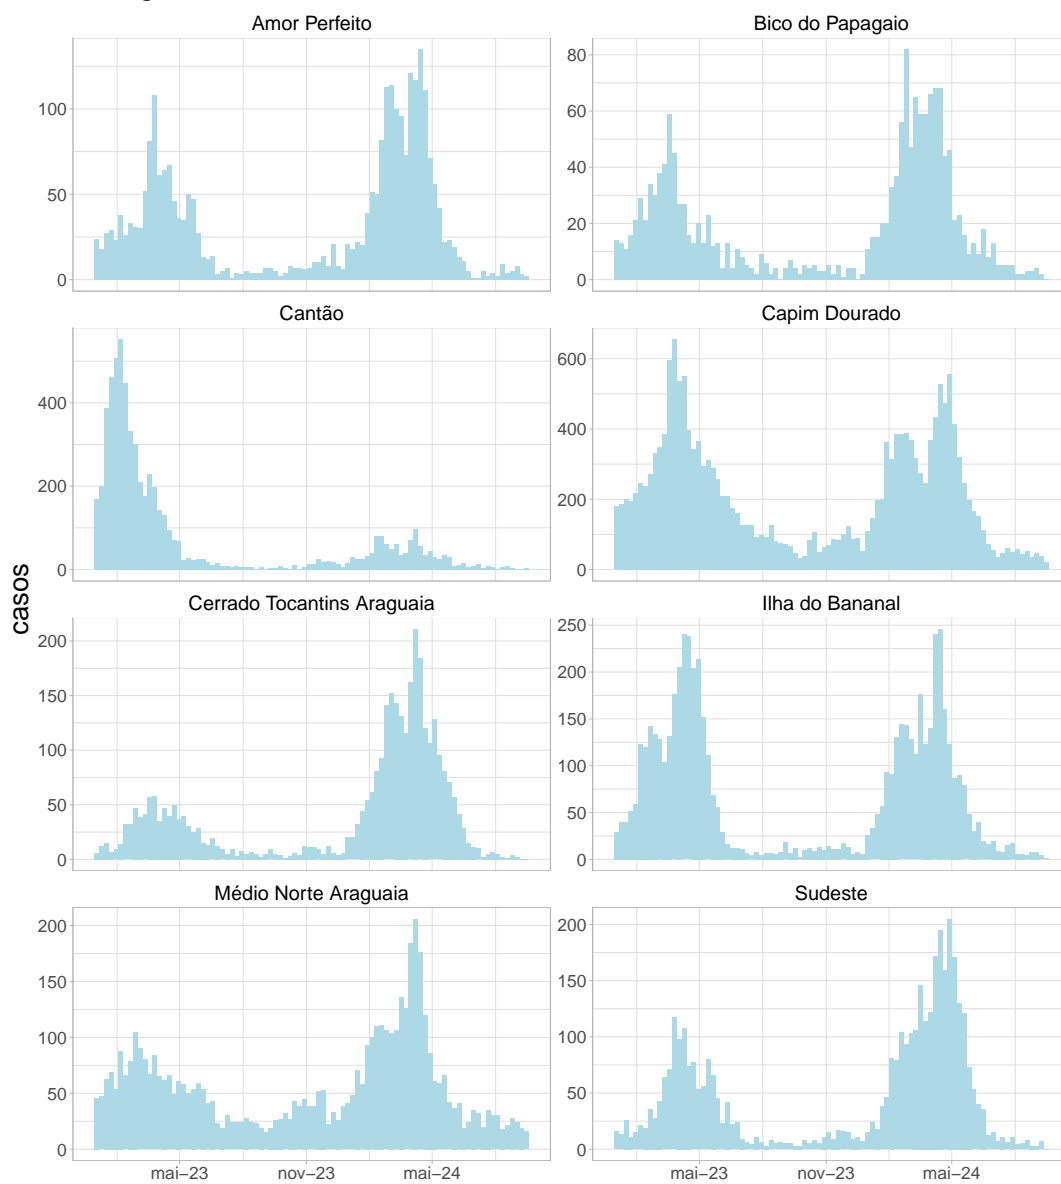 Amor Perfeito
Bico do Papagaio
100
50
0
80
60
40
20
0
Cantão
Capim Dourado
400
200
0
600
400
200
0
casos
Cerrado Tocantins Araguaia
Ilha do Bananal
200
150
100
50
0
250
200
150
100
50
0
Médio Norte Araguaia
Sudeste
200
150
100
50
0
200
150
100
50
0
mai–23
nov–23
mai–24
mai–23
nov–23
mai–24